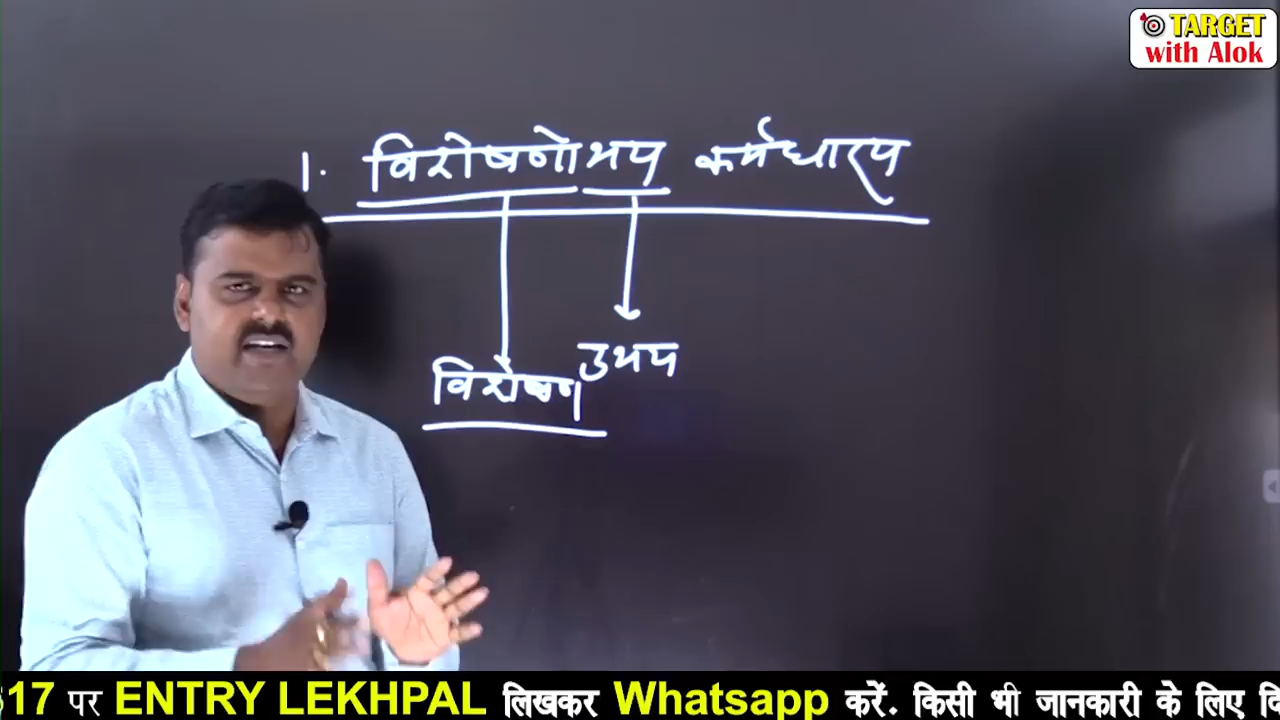 TARGET
with Alok
1. विशेषणोभय कर्मधारय
उभय
विशेषण
17 पर ENTRY LEKHPAL लिखकर Whatsapp करें. किसी भी जानकारी के लिए